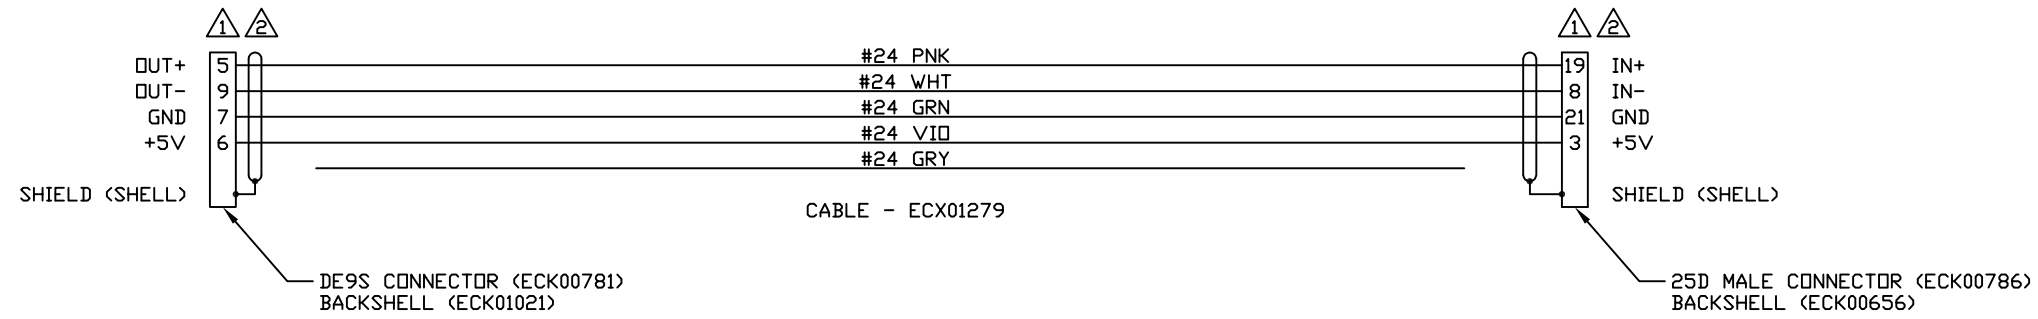 1 2 1 2
OUT+ 5 #24 PNK 19 IN+
OUT- 9 #24 WHT 8 IN-
GND 7 #24 GRN 21 GND
+5V 6 #24 VIO 3 +5V
#24 GRY
SHIELD (SHELL) SHIELD (SHELL)
CABLE - ECX01279
DE9S CONNECTOR (ECK00781) 25D MALE CONNECTOR (ECK00786)
BACKSHELL (ECK01021) BACKSHELL (ECK00656)